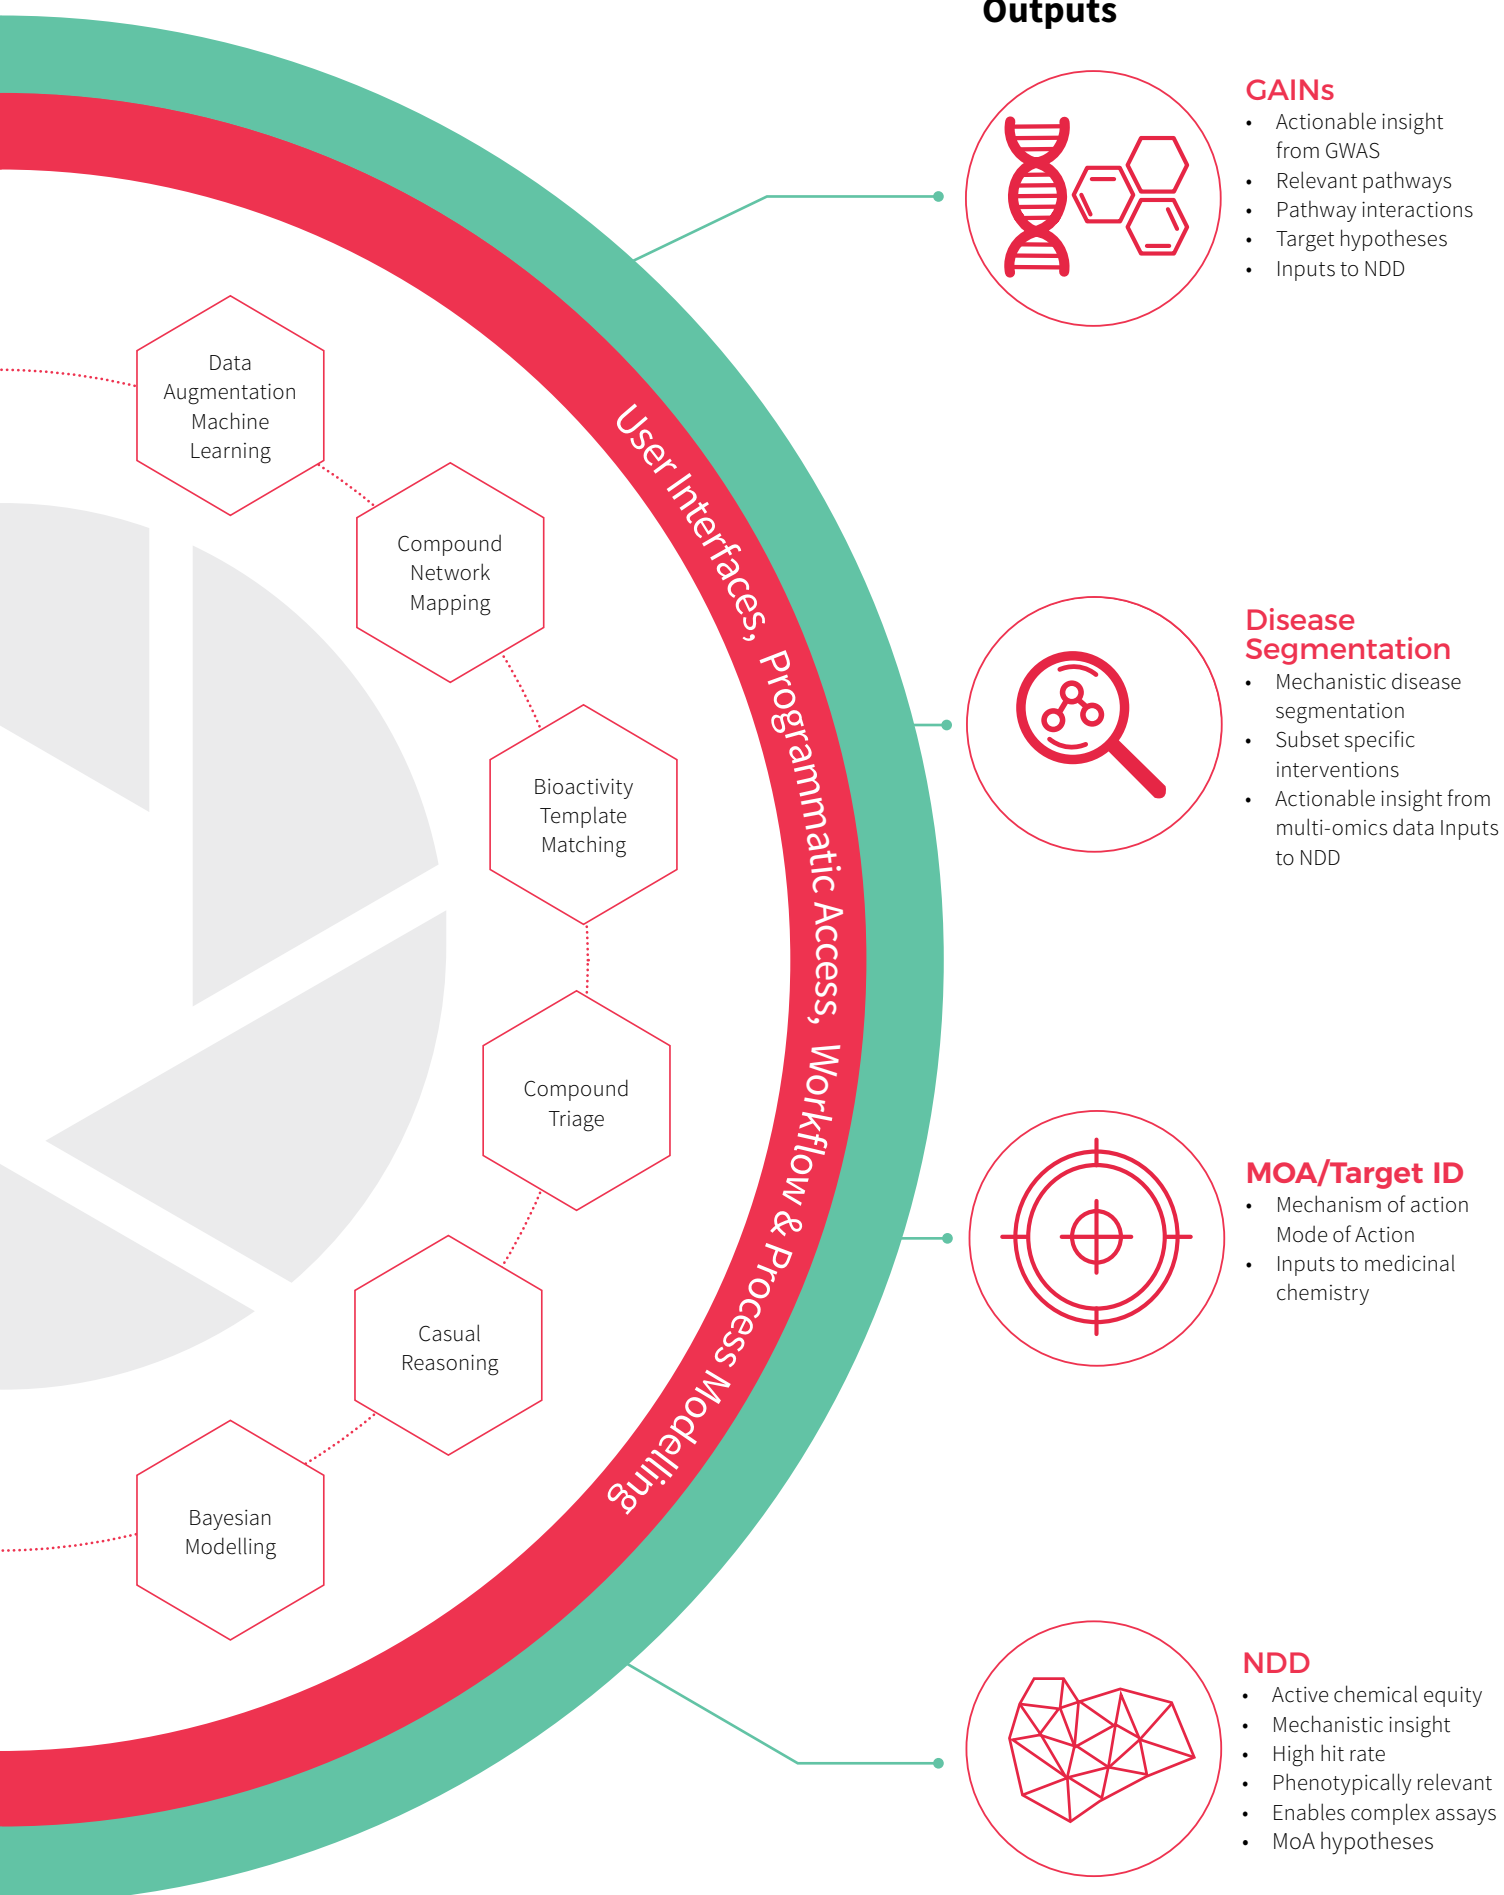 Outputs
GAINs
• Actionable insight
from GWAS
• Relevant pathways
• Pathway interactions
• Target hypotheses
• Inputs to NDD
Data
Augmentation
Machine
Learning
Compound
Network
Mapping
Bioactivity
Template
Matching
Compound
Triage
Casual
Reasoning
Bayesian
Modelling
User Interfaces, Programmatic Access, Workflow & Process Modelling
Disease
Segmentation
• Mechanistic disease
segmentation
• Subset specific
interventions
• Actionable insight from
multi-omics data Inputs
to NDD
MOA/Target ID
• Mechanism of action
Mode of Action
• Inputs to medicinal
chemistry
NDD
• Active chemical equity
• Mechanistic insight
• High hit rate
• Phenotypically relevant
• Enables complex assays
• MoA hypotheses